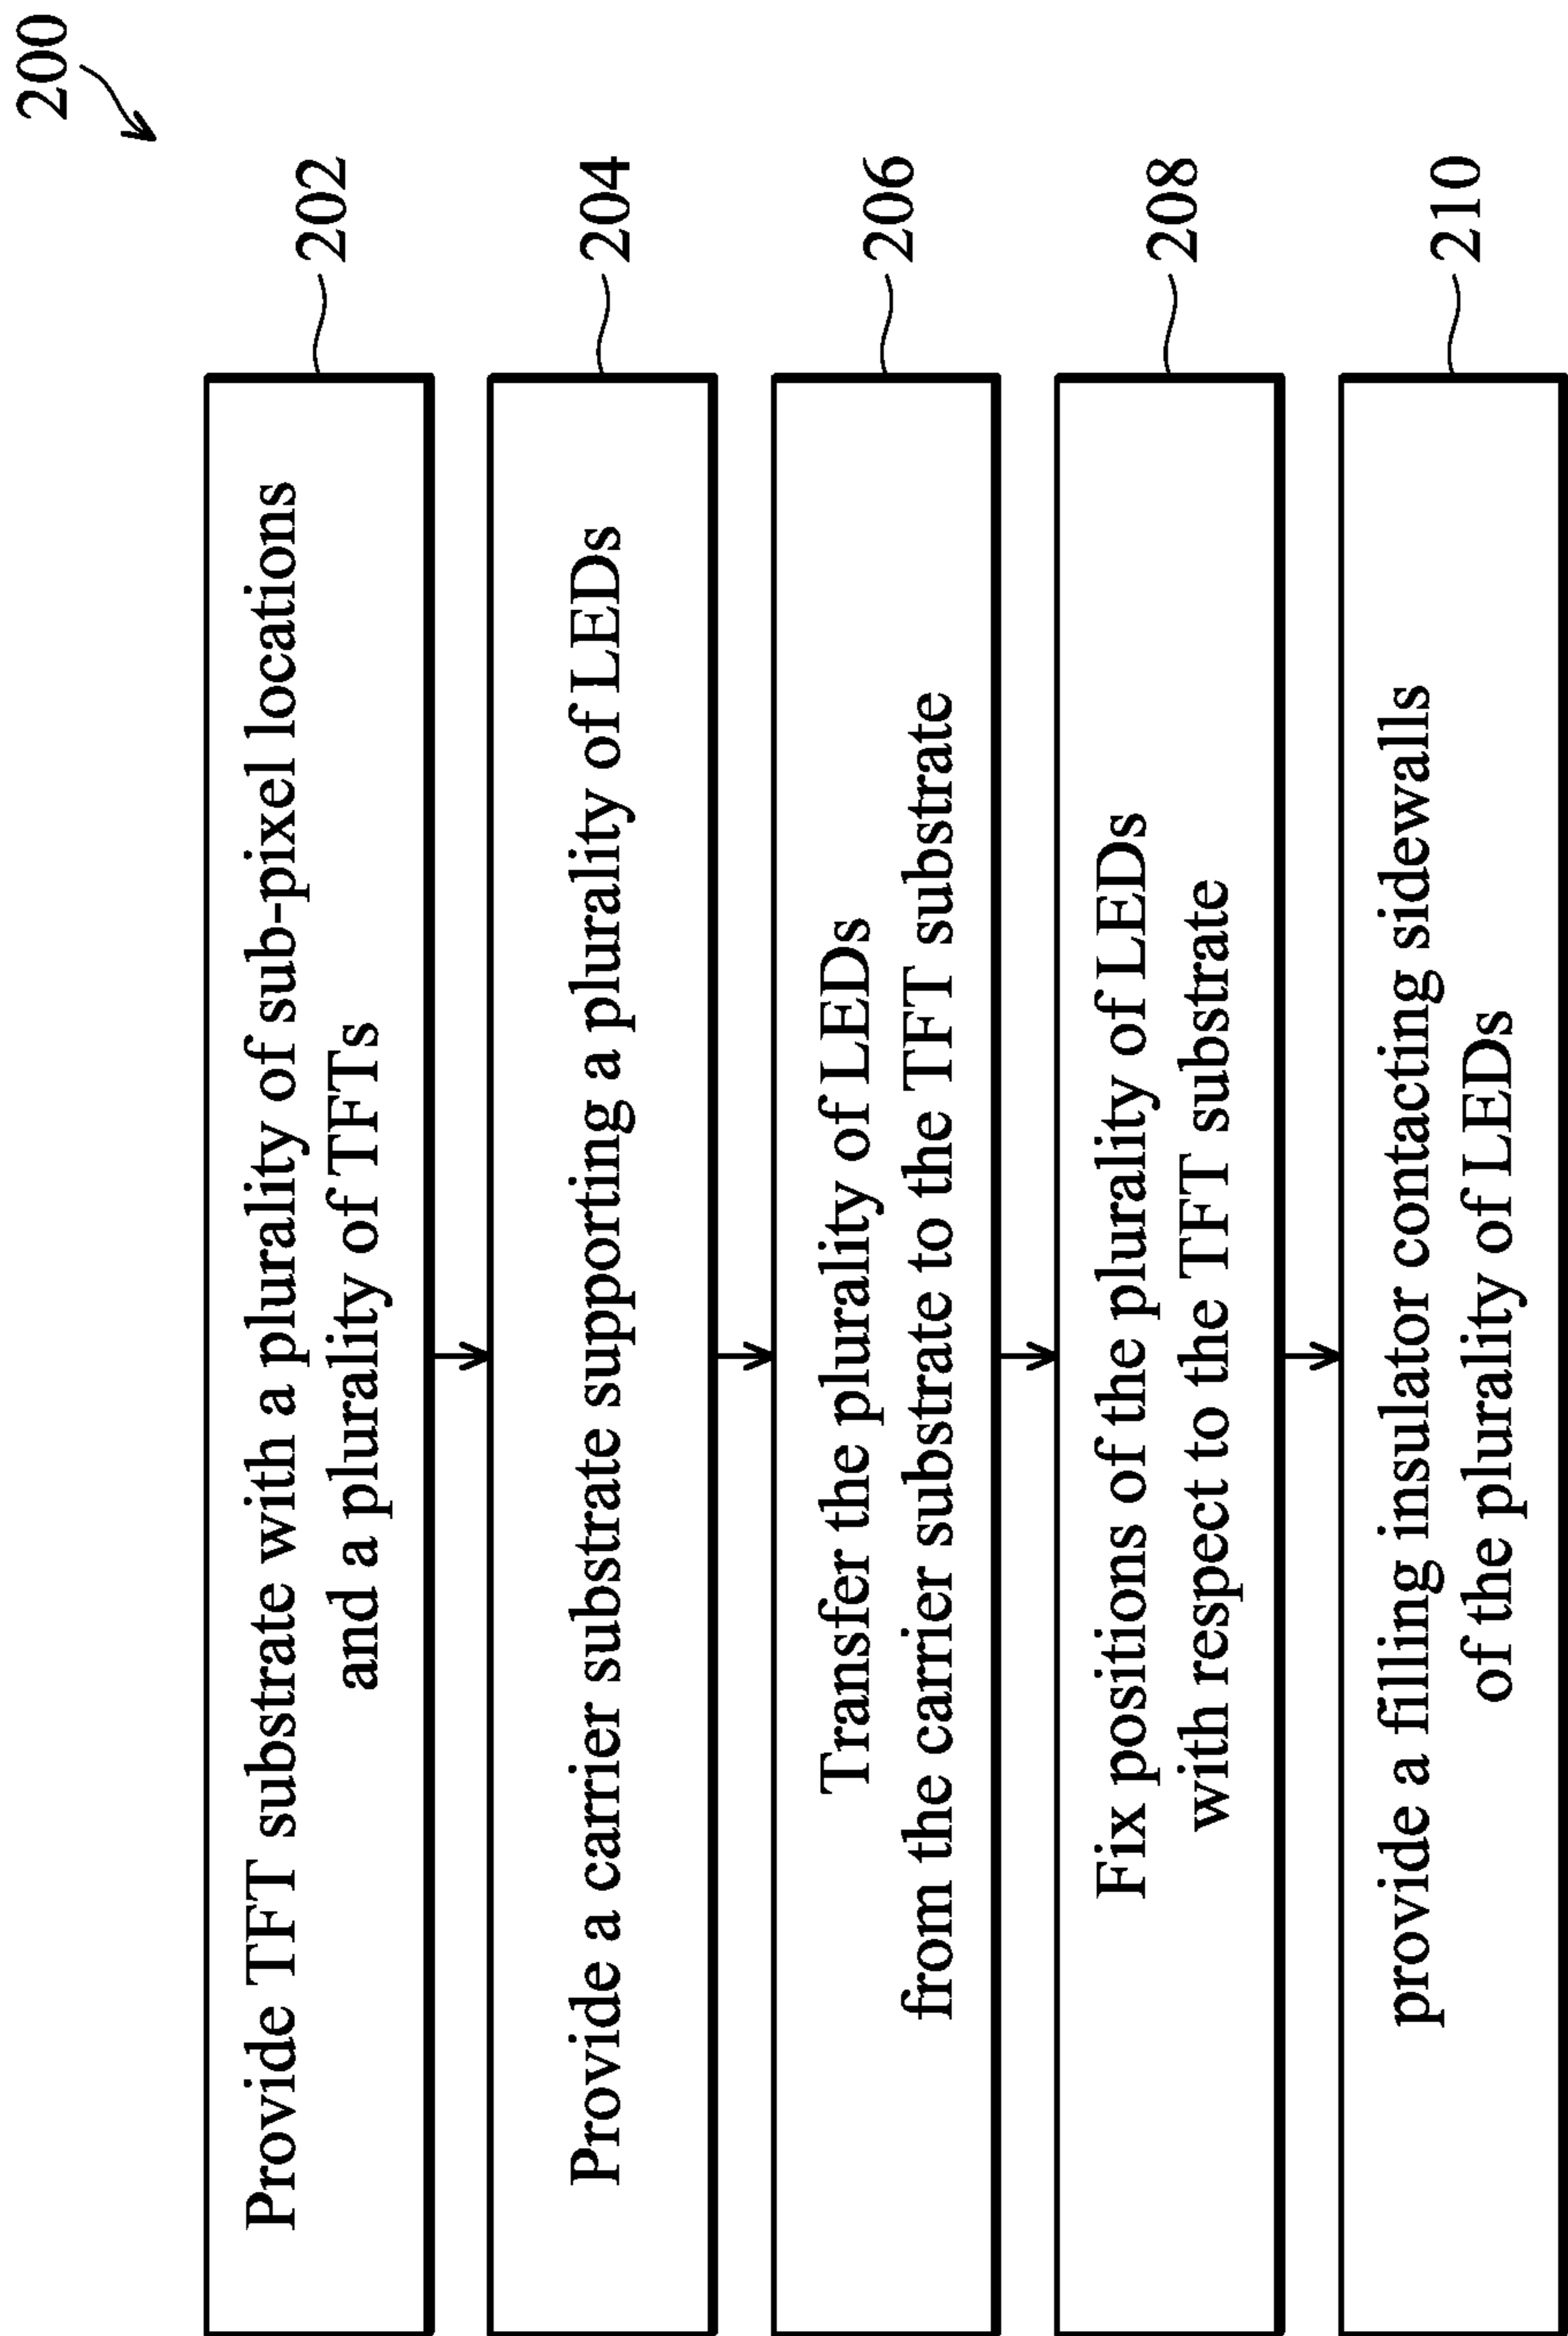 200
Provide TFT substrate with a plurality of sub-pixel locations
and a plurality of TFTs
202
Provide a carrier substrate supporting a plurality of LEDs
204
Transfer the plurality of LEDs
from the carrier substrate to the TFT substrate
206
Fix positions of the plurality of LEDs
with respect to the TFT substrate
208
provide a filling insulator contacting sidewalls
of the plurality of LEDs
210